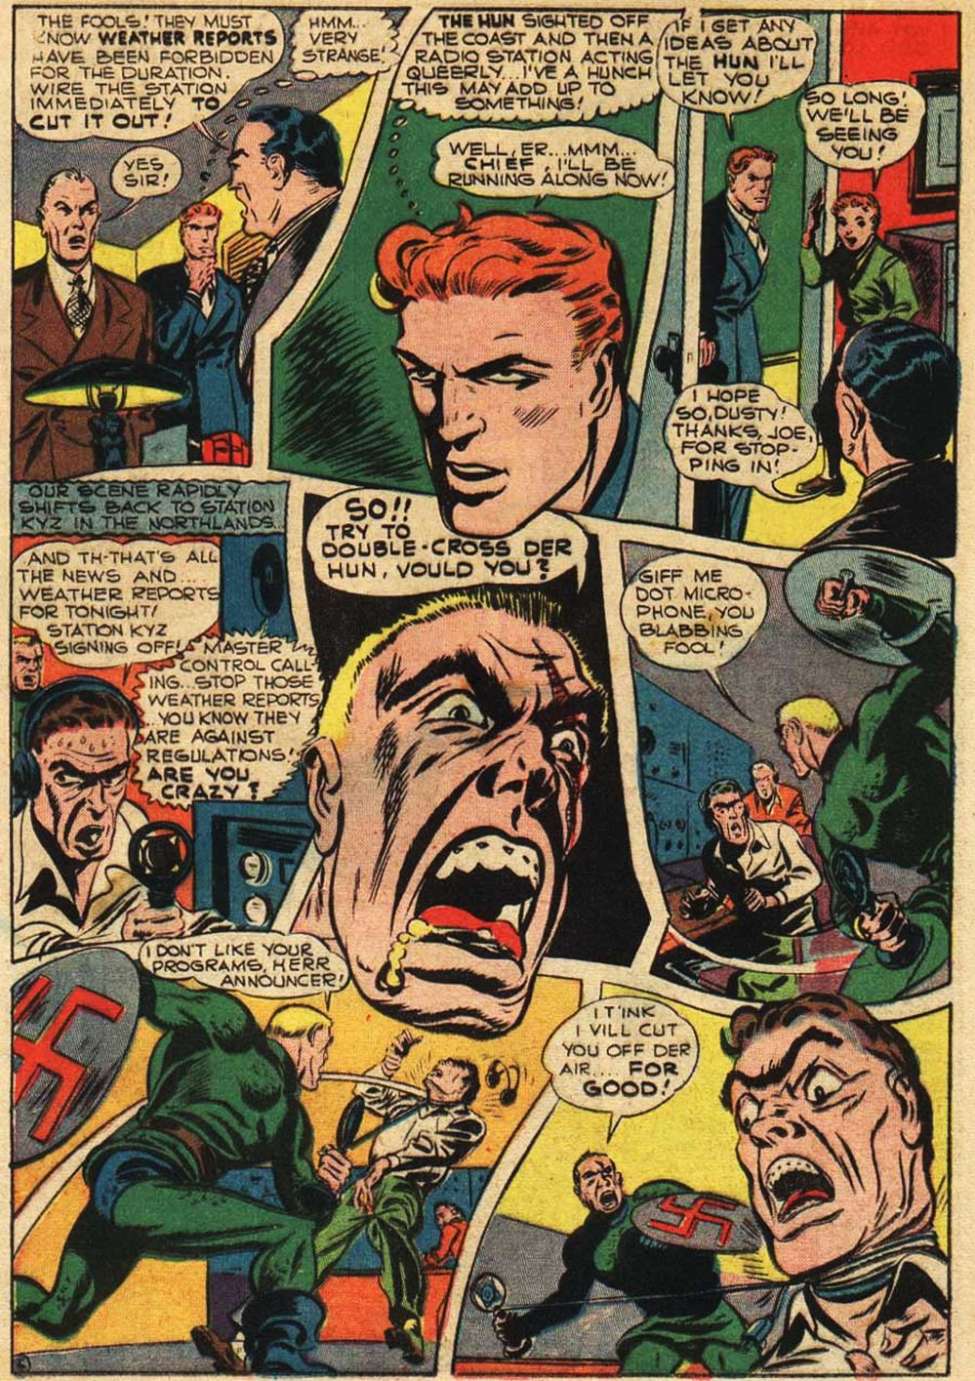 THE FOOLS! THEY MUST
KNOW WEATHER REPORTS
HAVE BEEN FORBIDDEN
FOR THE DURATION.
WIRE THE STATION
IMMEDIATELY TO
CUT IT OUT!
HMM...
VERY
STRANGE!
YES
SIR!
THE HUN SIGHTED OFF
THE COAST AND THEN A
RADIO STATION ACTING
QUEERLY...I'VE A HUNCH
THIS MAY ADD UP TO
SOMETHING!
WELL, ER...MMM...
CHIEF, I'LL BE
RUNNING ALONG NOW!
IF I GET ANY
IDEAS ABOUT
THE HUN I'LL
LET YOU
KNOW!
SO LONG!
WE'LL BE
SEEING
YOU!
I HOPE
SO, DUSTY!
THANKS, JOE,
FOR STOP-
PING IN!
OUR SCENE RAPIDLY
SHIFTS BACK TO STATION
KYZ IN THE NORTHLANDS...
AND TH-THAT'S ALL
THE NEWS AND...
WEATHER REPORTS
FOR TONIGHT!
STATION KYZ
SIGNING OFF!
MASTER
CONTROL CALL-
ING...STOP THOSE
WEATHER REPORTS
...YOU KNOW THEY
ARE AGAINST
REGULATIONS!
ARE YOU
CRAZY?
SO!!
TRY TO
DOUBLE-CROSS DER
HUN, VOULD YOU?
GIFF ME
DOT MICRO-
PHONE, YOU
BLABBING
FOOL!
I DON'T LIKE YOUR
PROGRAMS, HERR
ANNOUNCER!
I T'INK
I VILL CUT
YOU OFF DER
AIR.... FOR
GOOD!